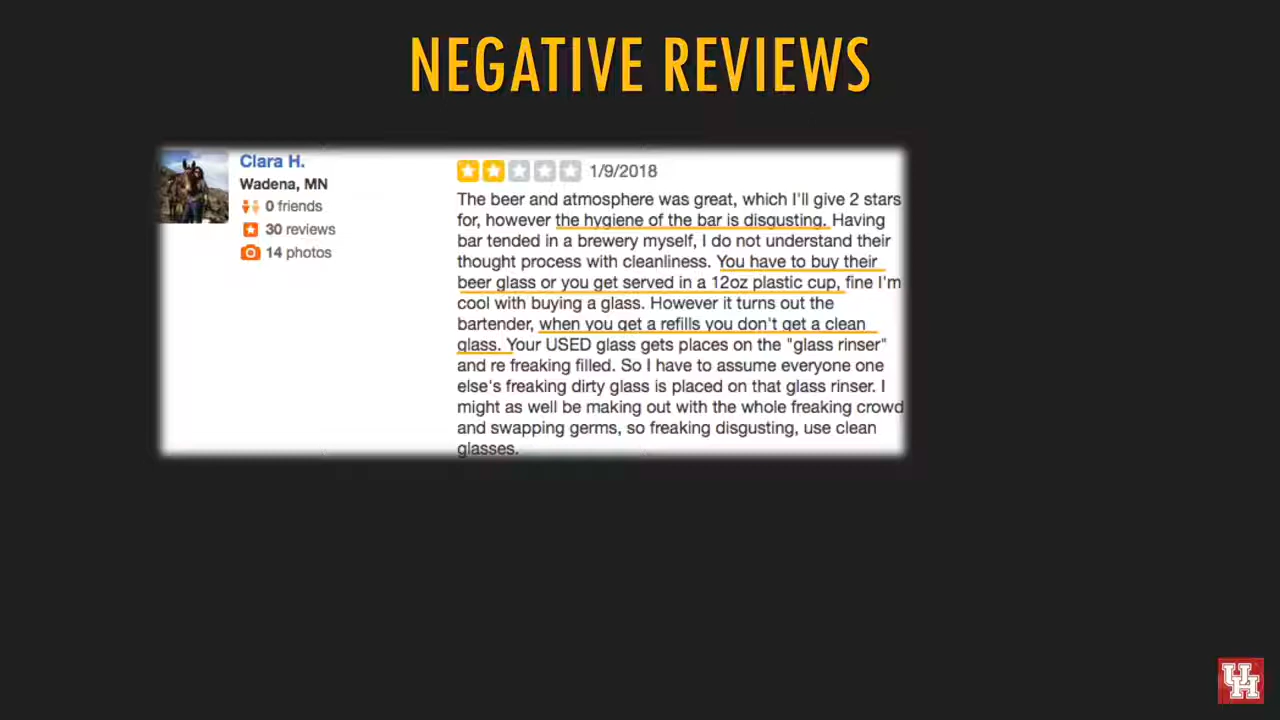 NEGATIVE REVIEWS
Clara H.
Wadena, MN
0 friends
30 reviews
14 photos
1/9/2018
The beer and atmosphere was great, which I'll give 2 stars
for, however the hygiene of the bar is disgusting. Having
bar tended in a brewery myself, I do not understand their
thought process with cleanliness. You have to buy their
beer glass or you get served in a 12oz plastic cup, fine I'm
cool with buying a glass. However it turns out the
bartender, when you get a refills you don't get a clean
glass. Your USED glass gets places on the "glass rinser"
and re freaking filled. So I have to assume everyone one
else's freaking dirty glass is placed on that glass rinser. I
might as well be making out with the whole freaking crowd
and swapping germs, so freaking disgusting, use clean
glasses.
UH